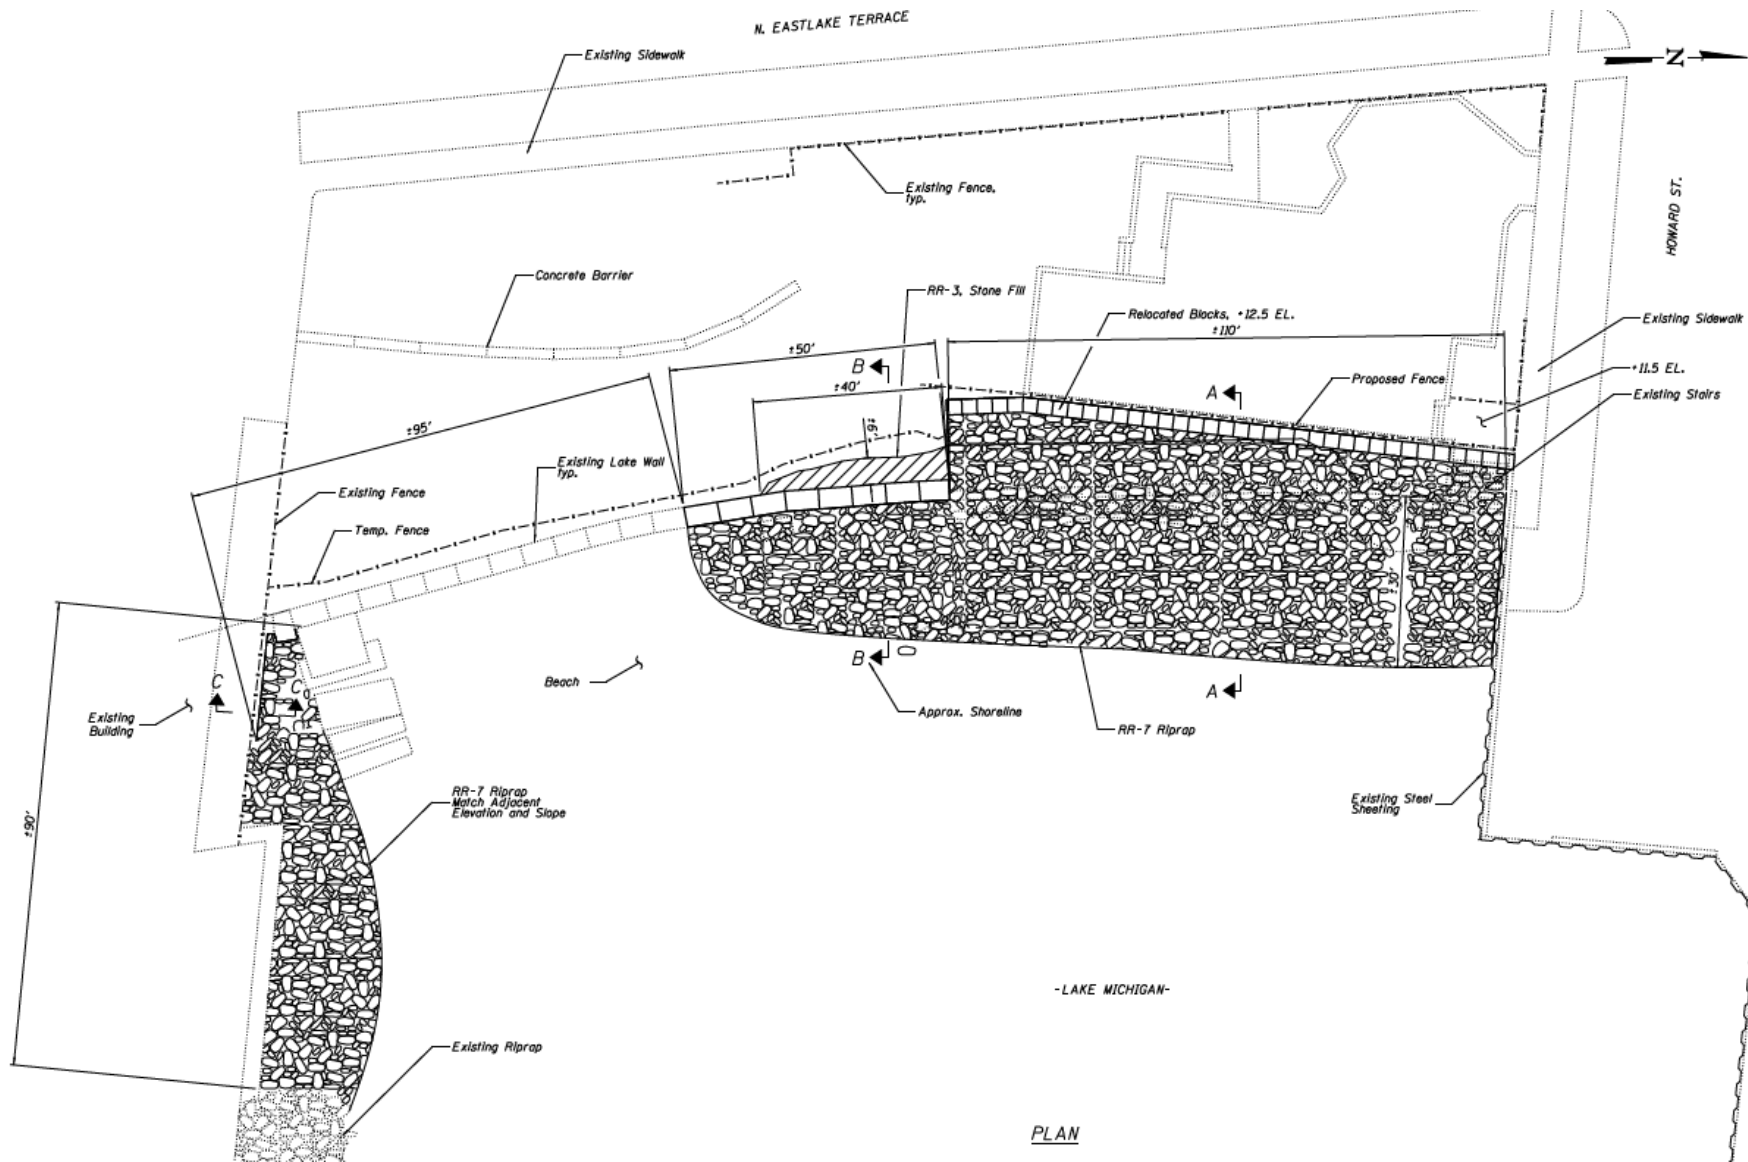 N. EASTLAKE TERRACE
Existing Sidewalk
N
Existing Fence,
typ.
HOWARD ST.
Concrete Barrier
RR-3, Stone Fill
Relocated Blocks, +12.5 EL.
±110'
Existing Sidewalk
±50'
B
+11.5 EL.
±40'
A
Proposed Fence
Existing Stairs
±95'
±6'
Existing Lake Wall
typ.
Existing Fence
Temp. Fence
±30'
B
Beach
A
C
C
Approx. Shoreline
Existing
Building
RR-7 Riprap
RR-7 Riprap
Match Adjacent
Elevation and Slope
Existing Steel
Sheeting
±90'
-LAKE MICHIGAN-
Existing Riprap
PLAN